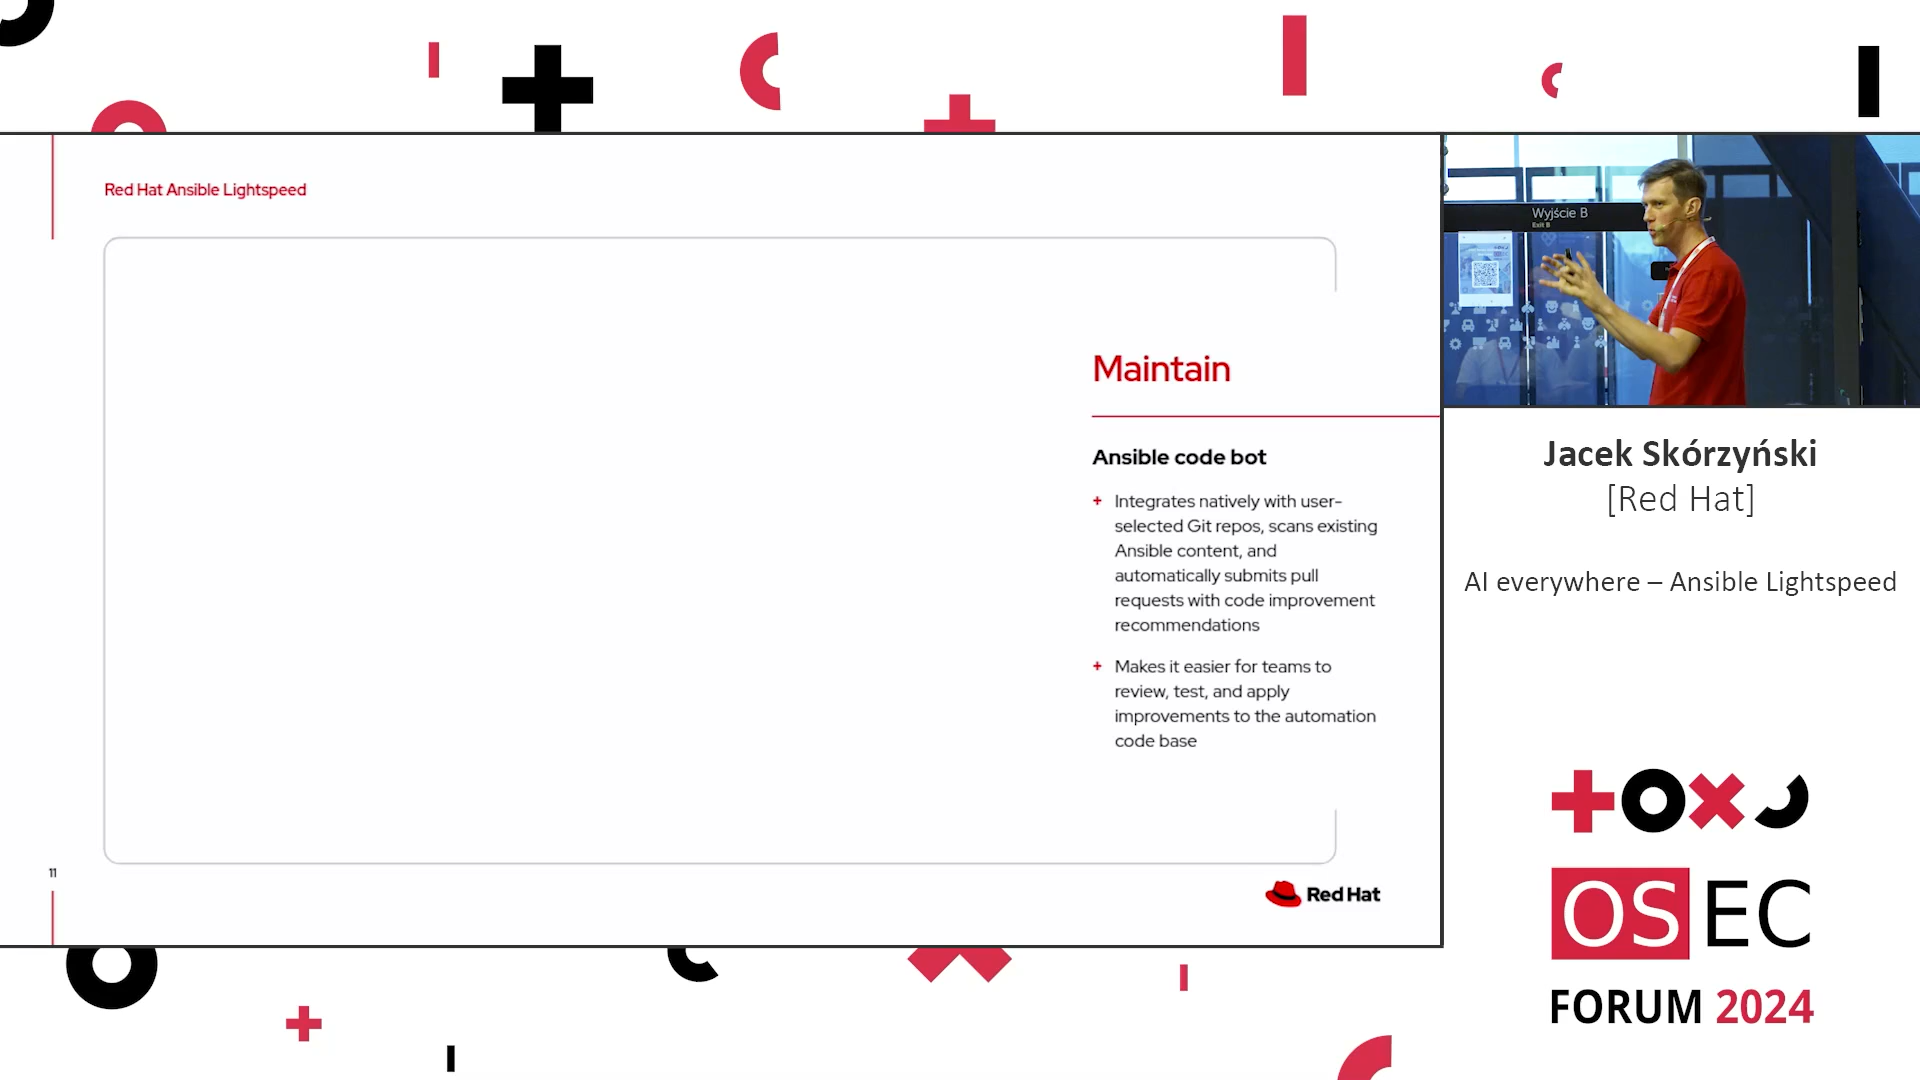 Red Hat Ansible Lightspeed
Maintain
Ansible code bot
+ Integrates natively with user-
selected Git repos, scans existing
Ansible content, and
automatically submits pull
requests with code improvement
recommendations
+ Makes it easier for teams to
review, test, and apply
improvements to the automation
code base
11
Red Hat
Wyjście B
Exit B
Jacek Skórzyński
[Red Hat]
AI everywhere – Ansible Lightspeed
OSEC
FORUM 2024